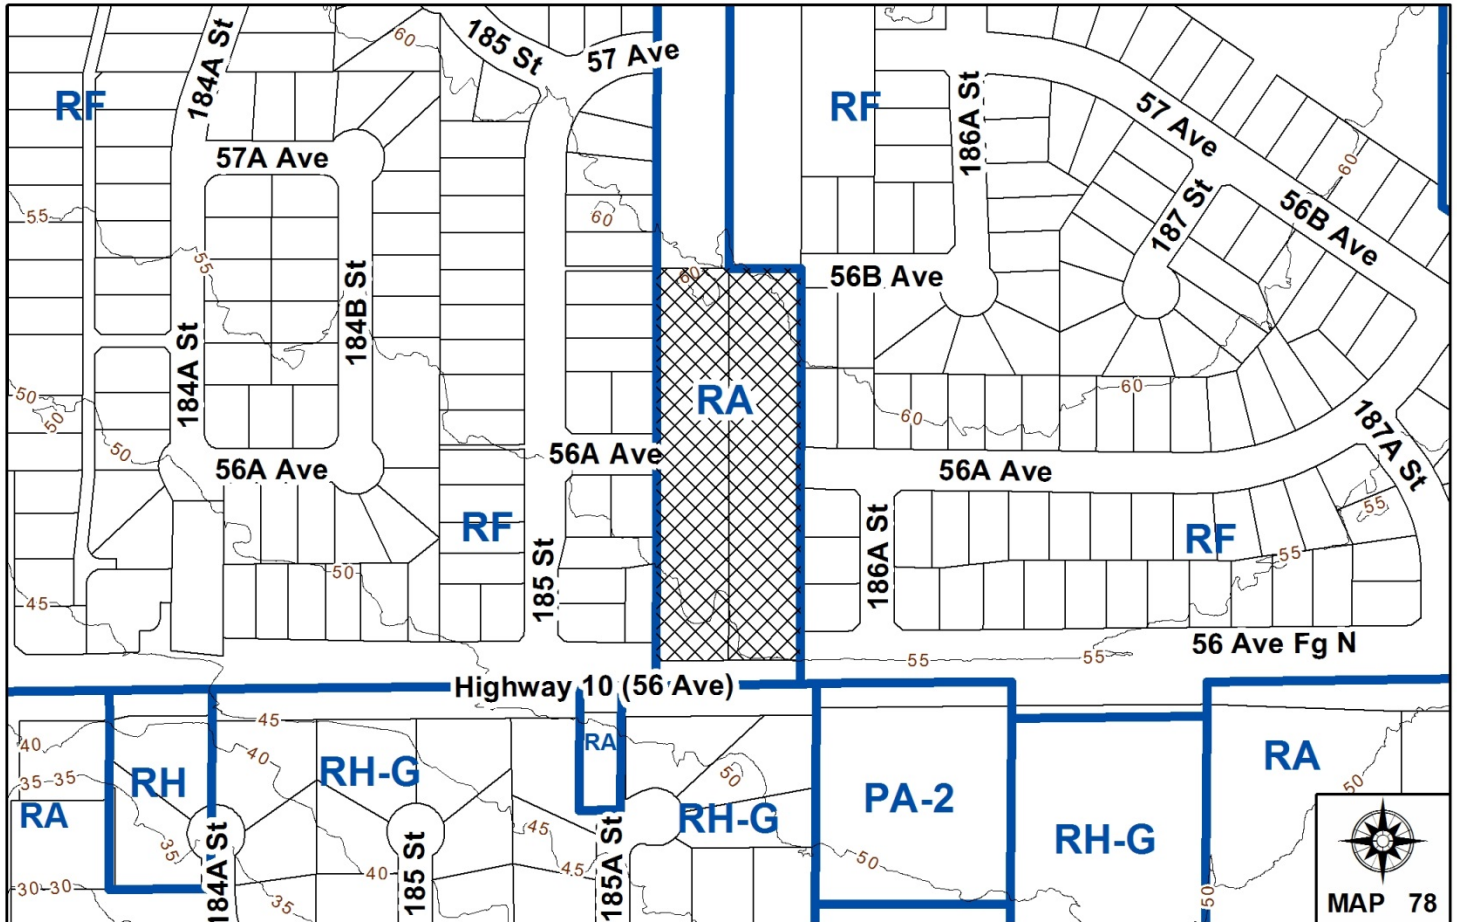 184A St
60
185 St
57 Ave
RF
RF
57 Ave
186A St
57A Ave
60
187 St
55
60
56B Ave
55
60
56B Ave
184B St
184A St
60
50
50
RA
60
187A St
50
56A Ave
56A Ave
56A Ave
RF
55
186A St
RF
55
50
185 St
45
56 Ave Fg N
55
55
Highway 10 (56 Ave)
45
40
40
RA
RA
35
35
RH
RH-G
50
50
PA-2
RA
RH-G
RH-G
45
35
50
45
40
30
30
184A St
185 St
185A St
35
50
MAP 78